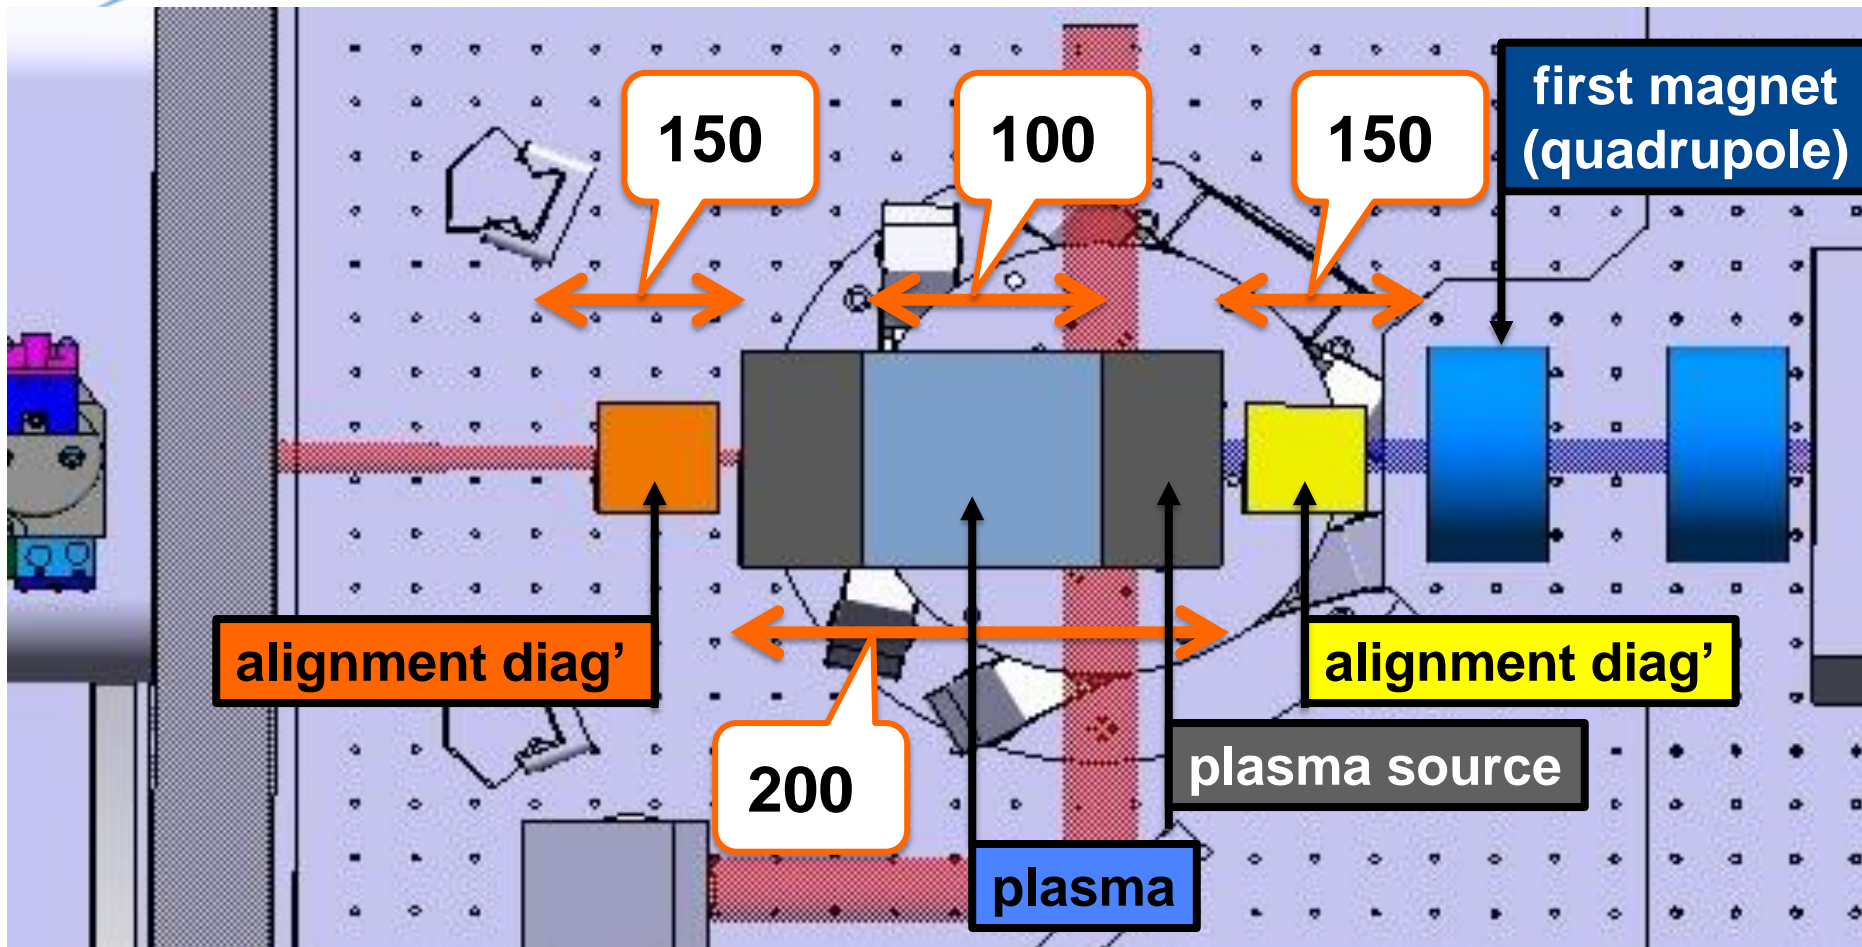 150
100
150
first magnet
(quadrupole)
alignment diag’
alignment diag’
200
plasma source
plasma